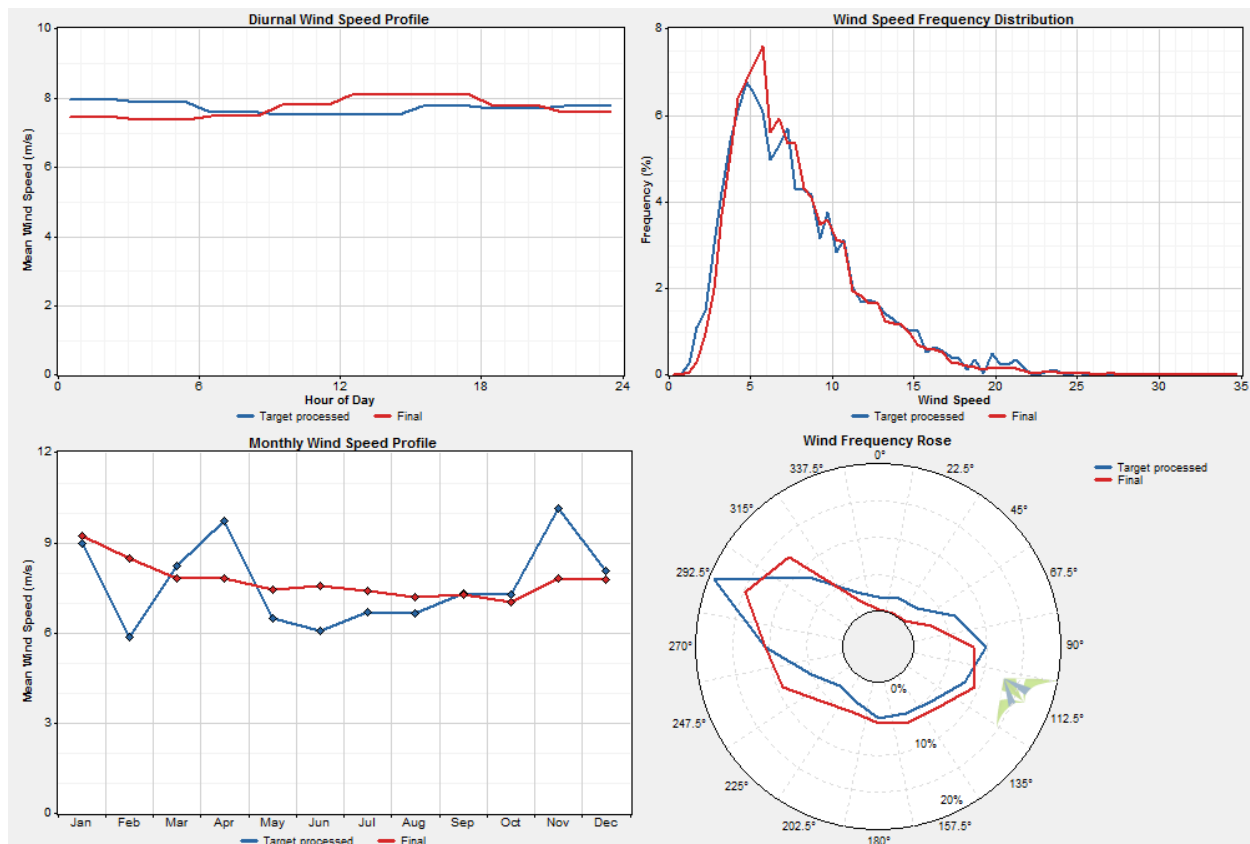 Diurnal Wind Speed Profile
10
8
6
4
2
0
Mean Wind Speed (m/s)
0 6 12 18 24
Hour of Day
Target processed Final
Wind Speed Frequency Distribution
8
6
4
2
0
Frequency (%)
0 5 10 15 20 25 30 35
Wind Speed
Target processed Final
Monthly Wind Speed Profile
12
9
6
3
0
Mean Wind Speed (m/s)
Jan Feb Mar Apr May Jun Jul Aug Sep Oct Nov Dec
Target processed Final
Wind Frequency Rose
Target processed
Final
0°
22.5°
45°
67.5°
90°
112.5°
135°
157.5°
180°
202.5°
225°
247.5°
270°
292.5°
315°
337.5°
0%
10%
20%